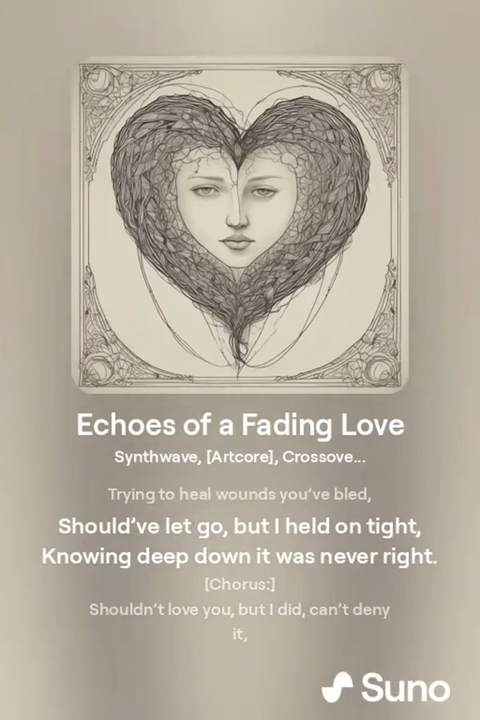 Echoes of a Fading Love
Synthwave, [Artcore], Crossove...
Trying to heal wounds you’ve bled,
Should’ve let go, but I held on tight,
Knowing deep down it was never right.
[Chorus:]
Shouldn’t love you, but I did, can’t deny
it,
Suno